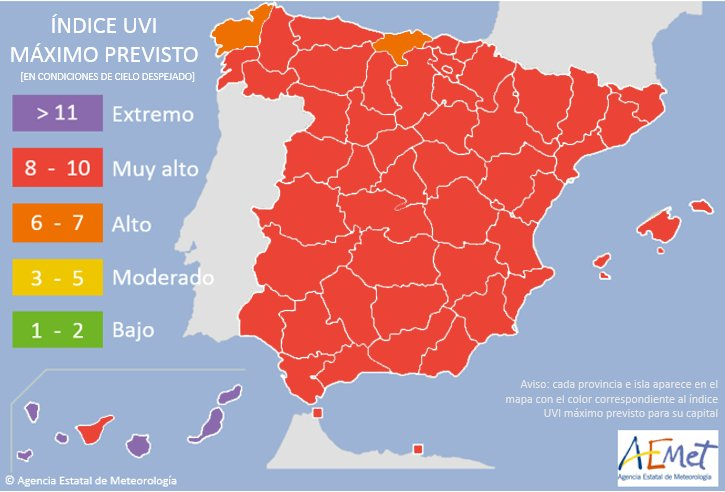 ÍNDICE UVI
MÁXIMO PREVISTO
[EN CONDICIONES DE CIELO DESPEJADO]
> 11 Extremo
8 - 10 Muy alto
6 - 7 Alto
3 - 5 Moderado
1 - 2 Bajo
Aviso: cada provincia e isla aparece en el
mapa con el color correspondiente al índice
UVI máximo previsto para su capital
AEMet
Agencia Estatal de Meteorología
© Agencia Estatal de Meteorología